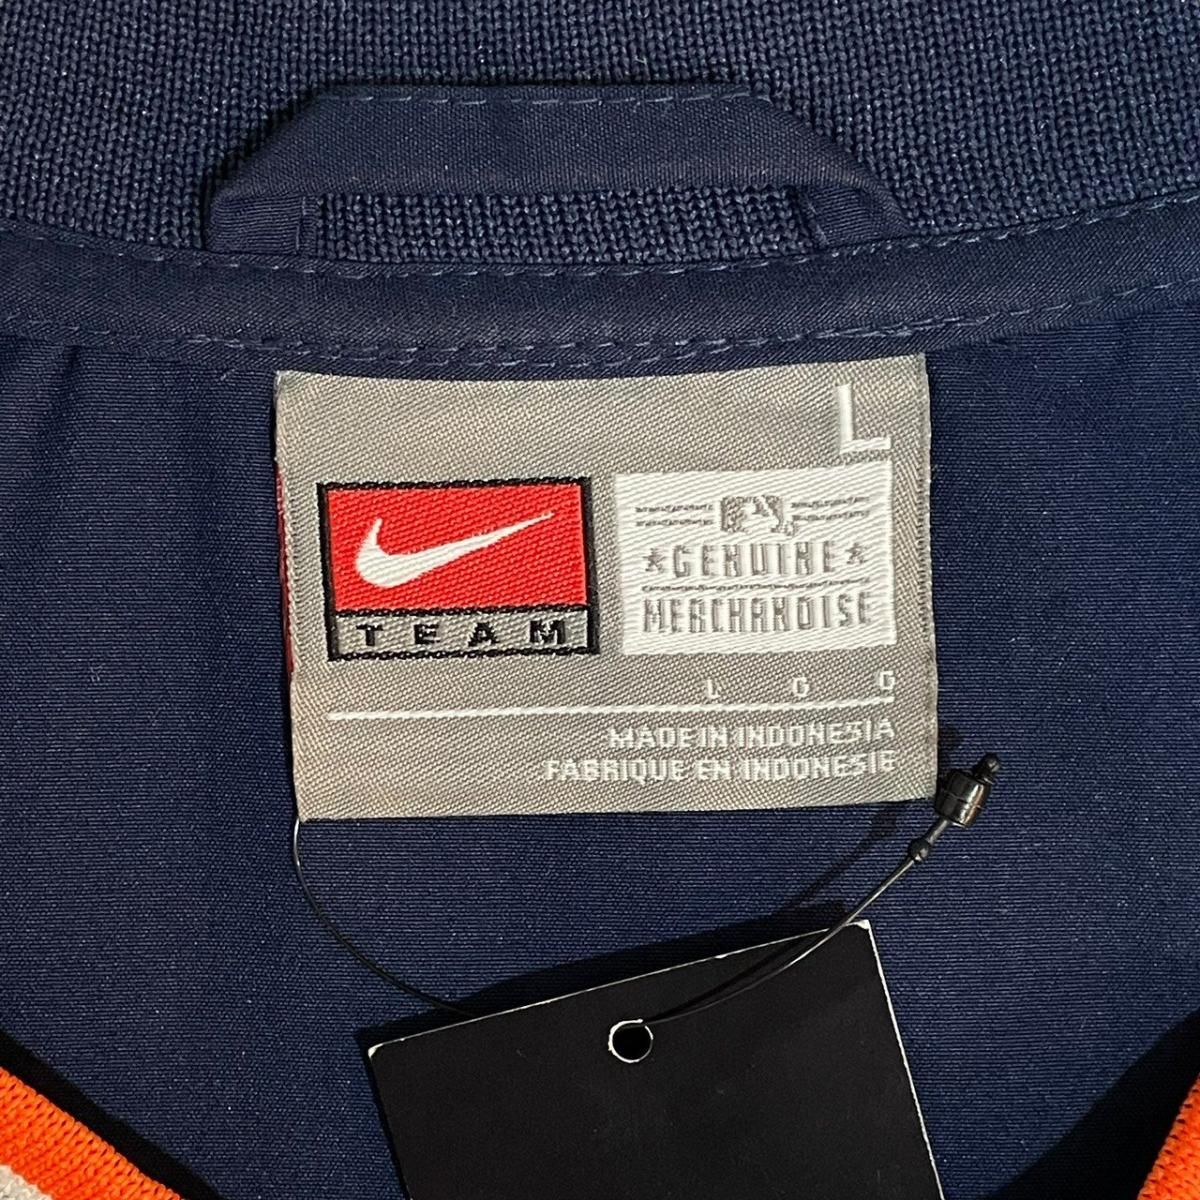 L
TEAM
GENUINE
MERCHANDISE
L G G
MADE IN INDONESIA
FABRIQUE EN INDONESIE